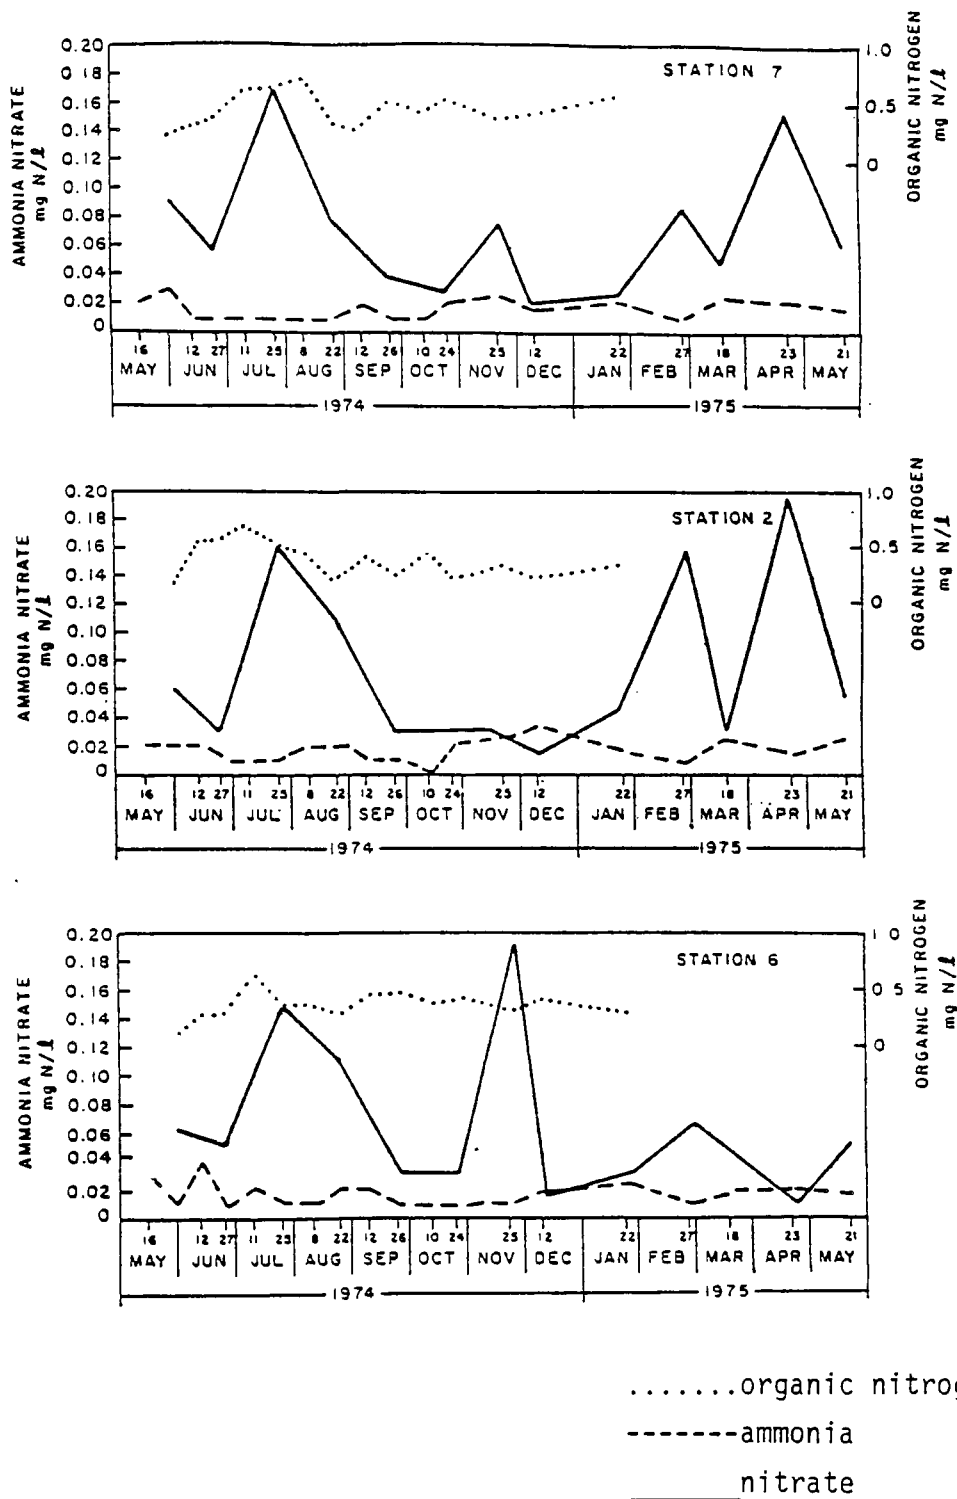 STATION 7
AMMONIA NITRATE
mg N/ℓ
0.20
0.18
0.16
0.14
0.12
0.10
0.08
0.06
0.04
0.02
0
1.0
0.5
0
ORGANIC NITROGEN
mg N/ℓ
16 12 27 11 25 8 22 12 26 10 24 25 12 22 27 18 23 21
MAY JUN JUL AUG SEP OCT NOV DEC JAN FEB MAR APR MAY
1974 1975
STATION 2
AMMONIA NITRATE
mg N/ℓ
0.20
0.18
0.16
0.14
0.12
0.10
0.08
0.06
0.04
0.02
0
1.0
0.5
0
ORGANIC NITROGEN
mg N/ℓ
16 12 27 11 25 8 22 12 26 10 24 25 12 22 27 18 23 21
MAY JUN JUL AUG SEP OCT NOV DEC JAN FEB MAR APR MAY
1974 1975
STATION 6
AMMONIA NITRATE
mg N/ℓ
0.20
0.18
0.16
0.14
0.12
0.10
0.08
0.06
0.04
0.02
0
1.0
0.5
0
ORGANIC NITROGEN
mg N/ℓ
16 12 27 11 25 8 22 12 26 10 24 25 12 22 27 18 23 21
MAY JUN JUL AUG SEP OCT NOV DEC JAN FEB MAR APR MAY
1974 1975
.......organic nitrog
------ammonia
nitrate